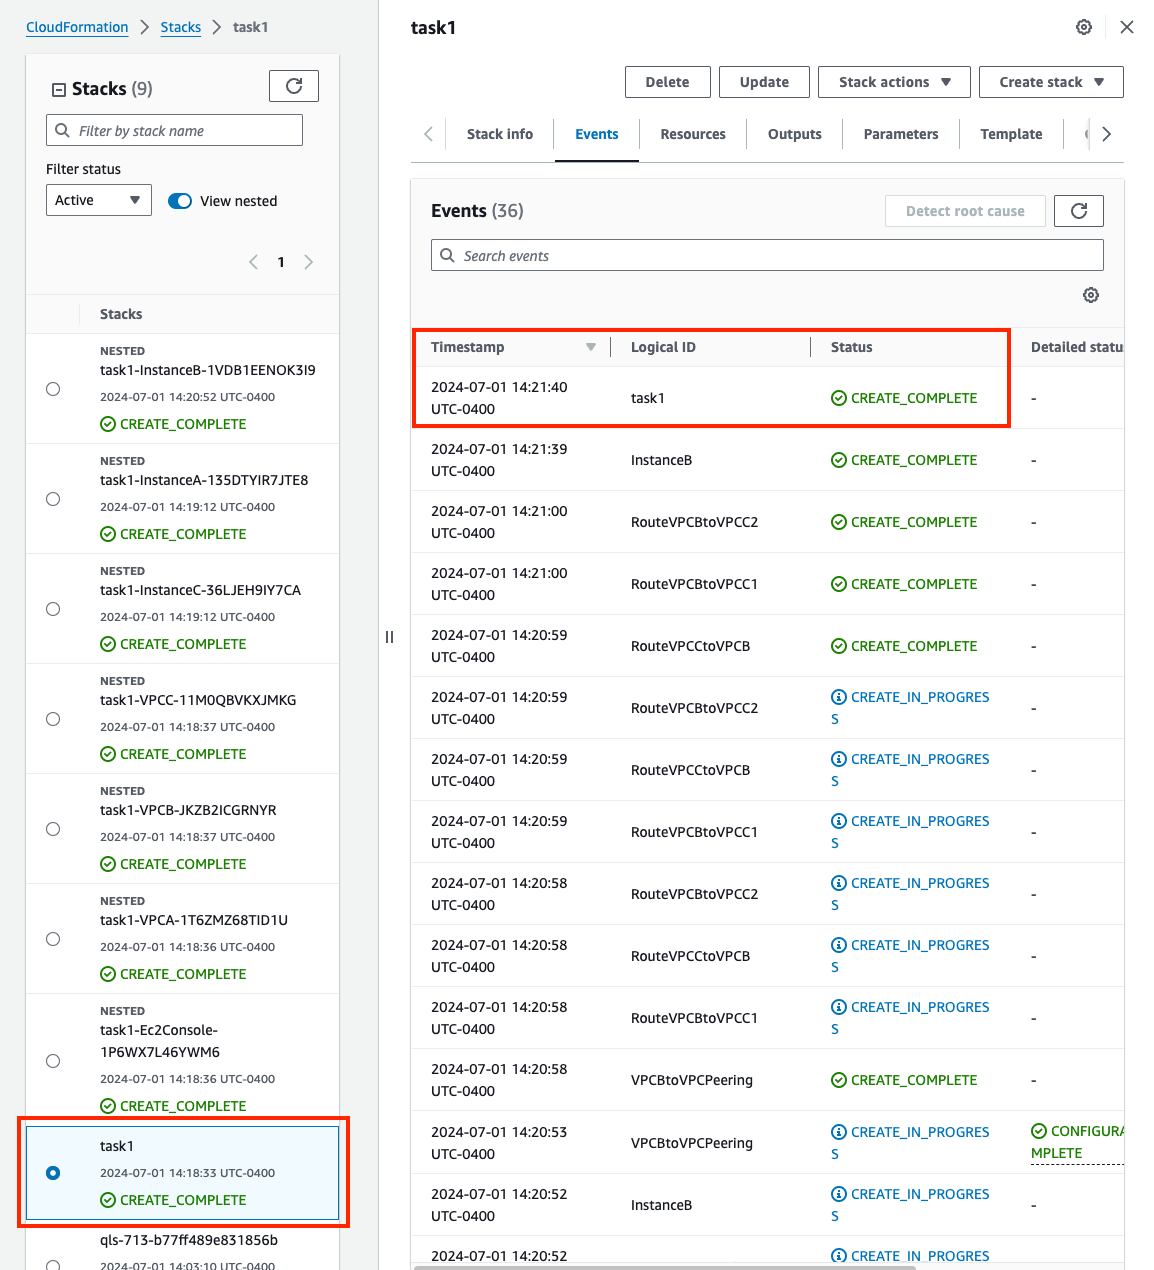 CloudFormation > Stacks > task1
Stacks (9)
Filter by stack name
Filter status
Active
View nested
1
Stacks
NESTED
task1-InstanceB-1VDB1EENOK3I9
2024-07-01 14:20:52 UTC-0400
CREATE_COMPLETE
NESTED
task1-InstanceA-135DTYIR7JTE8
2024-07-01 14:19:12 UTC-0400
CREATE_COMPLETE
NESTED
task1-InstanceC-36LJEH9IY7CA
2024-07-01 14:19:12 UTC-0400
CREATE_COMPLETE
NESTED
task1-VPCC-11M0QBVKXJMKG
2024-07-01 14:18:37 UTC-0400
CREATE_COMPLETE
NESTED
task1-VPCB-JKZB2ICGRNYR
2024-07-01 14:18:37 UTC-0400
CREATE_COMPLETE
NESTED
task1-VPCA-1T6ZMZ68TID1U
2024-07-01 14:18:36 UTC-0400
CREATE_COMPLETE
NESTED
task1-Ec2Console-
1P6WX7L46YWM6
2024-07-01 14:18:36 UTC-0400
CREATE_COMPLETE
task1
2024-07-01 14:18:33 UTC-0400
CREATE_COMPLETE
qls-713-b77ff489e831856b
2024-07-01 14:03:10 UTC-0400
task1
Delete Update Stack actions Create stack
Stack info Events Resources Outputs Parameters Template
Events (36)
Detect root cause
Search events
Timestamp Logical ID Status Detailed statu
2024-07-01 14:21:40
UTC-0400
task1
CREATE_COMPLETE
-
2024-07-01 14:21:39
UTC-0400
InstanceB
CREATE_COMPLETE
-
2024-07-01 14:21:00
UTC-0400
RouteVPCBtoVPCC2
CREATE_COMPLETE
-
2024-07-01 14:21:00
UTC-0400
RouteVPCBtoVPCC1
CREATE_COMPLETE
-
2024-07-01 14:20:59
UTC-0400
RouteVPCCtoVPCB
CREATE_COMPLETE
-
2024-07-01 14:20:59
UTC-0400
RouteVPCBtoVPCC2
CREATE_IN_PROGRES
S
-
2024-07-01 14:20:59
UTC-0400
RouteVPCCtoVPCB
CREATE_IN_PROGRES
S
-
2024-07-01 14:20:59
UTC-0400
RouteVPCBtoVPCC1
CREATE_IN_PROGRES
S
-
2024-07-01 14:20:58
UTC-0400
RouteVPCBtoVPCC2
CREATE_IN_PROGRES
S
-
2024-07-01 14:20:58
UTC-0400
RouteVPCCtoVPCB
CREATE_IN_PROGRES
S
-
2024-07-01 14:20:58
UTC-0400
RouteVPCBtoVPCC1
CREATE_IN_PROGRES
S
-
2024-07-01 14:20:58
UTC-0400
VPCBtoVPCPeering
CREATE_COMPLETE
-
2024-07-01 14:20:53
UTC-0400
VPCBtoVPCPeering
CREATE_IN_PROGRES
S
CONFIGURA
MPLETE
2024-07-01 14:20:52
UTC-0400
InstanceB
CREATE_IN_PROGRES
S
-
2024-07-01 14:20:52
CREATE_IN_PROGRES